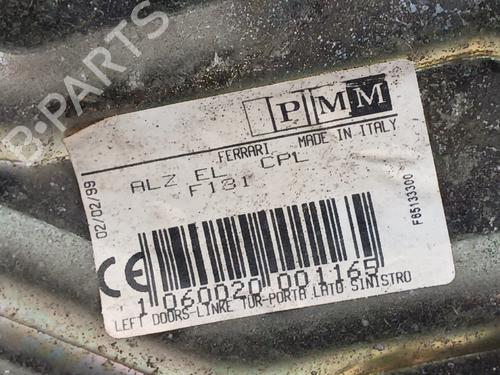 B-PARTS
PMM
FERRARI MADE IN ITALY
02/02/99
ALZ EL CPL
F131
F65133300
CE
1 060020 001165
LEFT DOORS-LINKE TUR-PORTA LATO SINISTRO